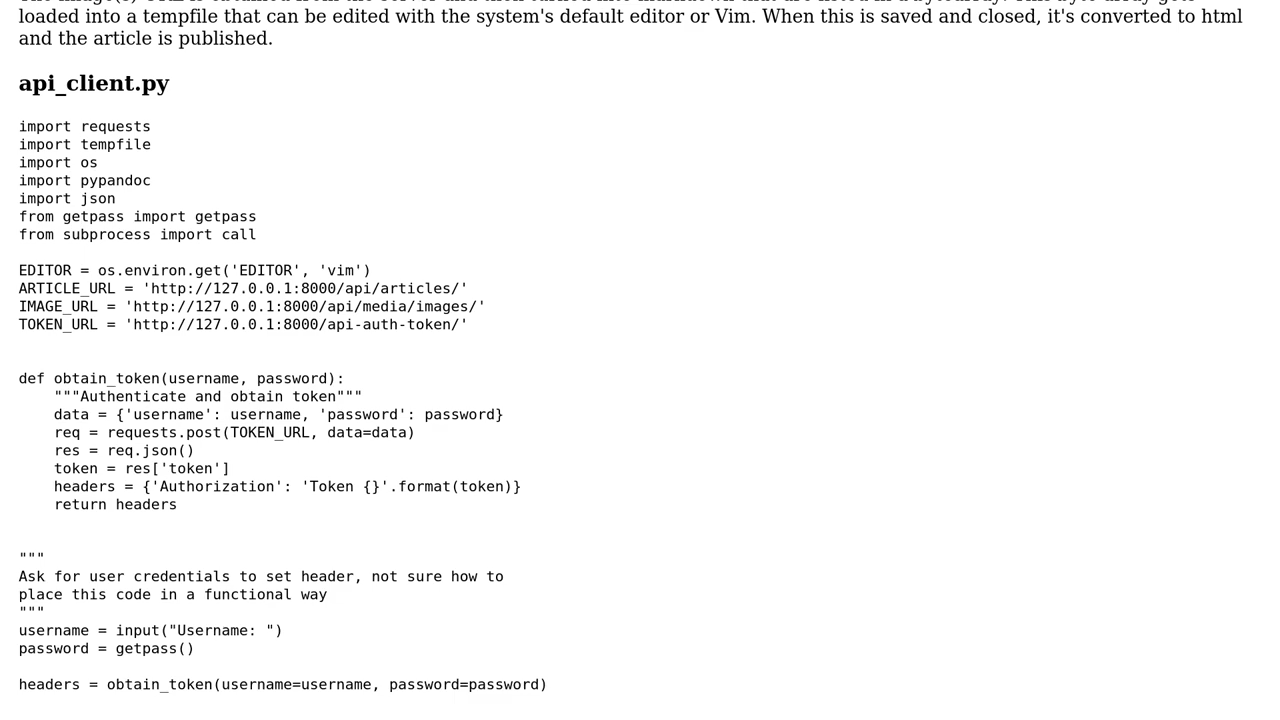 loaded into a tempfile that can be edited with the system's default editor or Vim. When this is saved and closed, it's converted to html
and the article is published.
api_client.py
import requests
import tempfile
import os
import pypandoc
import json
from getpass import getpass
from subprocess import call
EDITOR = os.environ.get('EDITOR', 'vim')
ARTICLE_URL = 'http://127.0.0.1:8000/api/articles/'
IMAGE_URL = 'http://127.0.0.1:8000/api/media/images/'
TOKEN_URL = 'http://127.0.0.1:8000/api-auth-token/'
def obtain_token(username, password):
    """Authenticate and obtain token"""
    data = {'username': username, 'password': password}
    req = requests.post(TOKEN_URL, data=data)
    res = req.json()
    token = res['token']
    headers = {'Authorization': 'Token {}'.format(token)}
    return headers
"""
Ask for user credentials to set header, not sure how to
place this code in a functional way
"""
username = input("Username: ")
password = getpass()
headers = obtain_token(username=username, password=password)